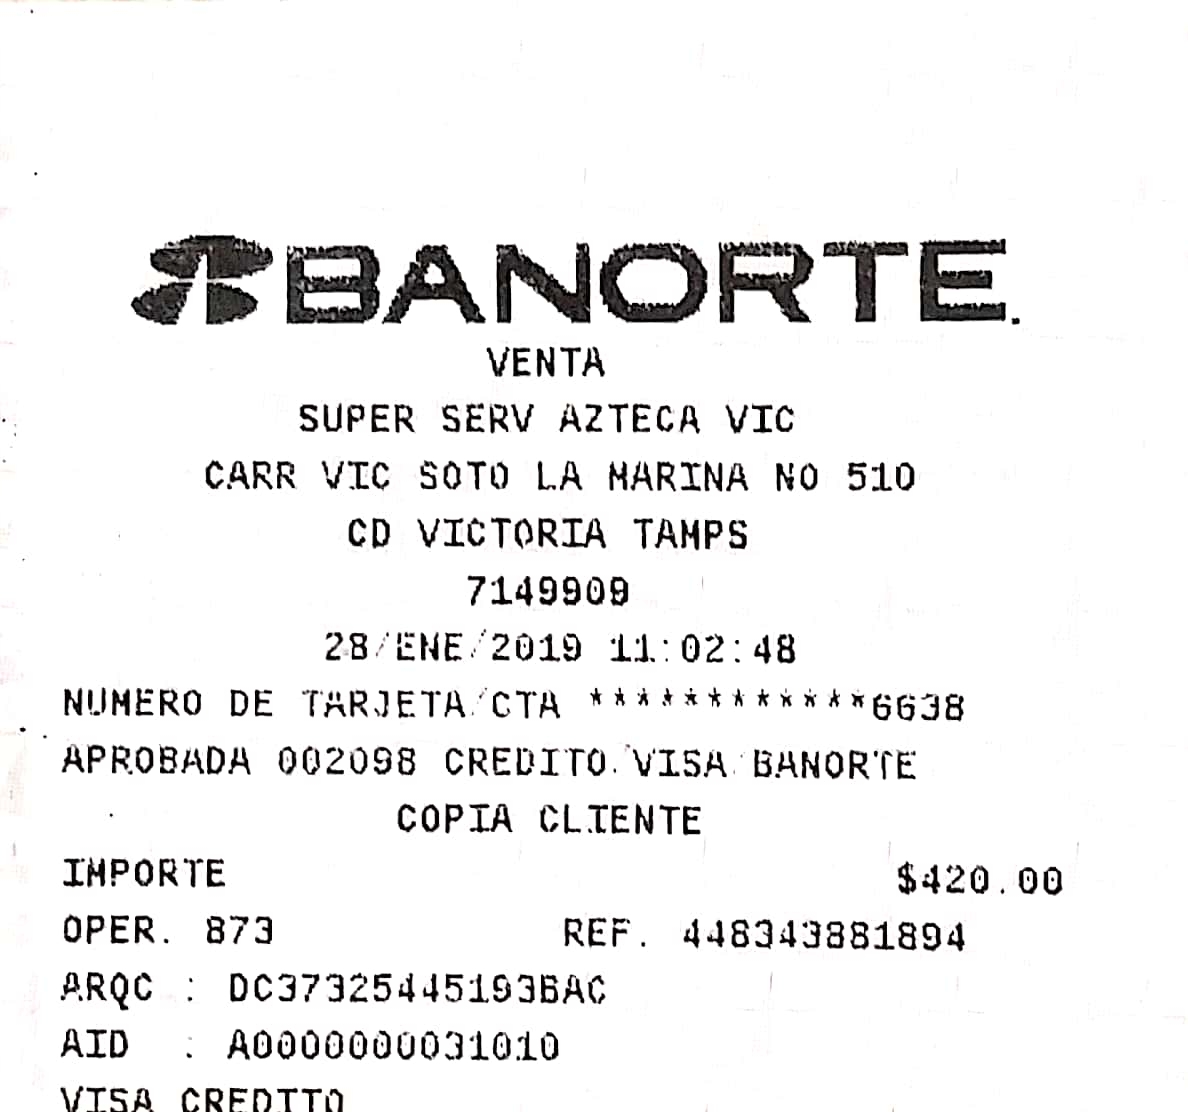 BANORTE
VENTA
SUPER SERV AZTECA VIC
CARR VIC SOTO LA MARINA NO 510
CD VICTORIA TAMPS
7149909
28/ENE/2019 11:02:48
NUMERO DE TARJETA/CTA ************6638
APROBADA 002098 CREDITO/VISA/BANORTE
COPIA CLIENTE
IMPORTE $420.00
OPER. 873 REF. 448343881894
ARQC : DC37325445193BAC
AID : A0000000031010
VISA CREDITO